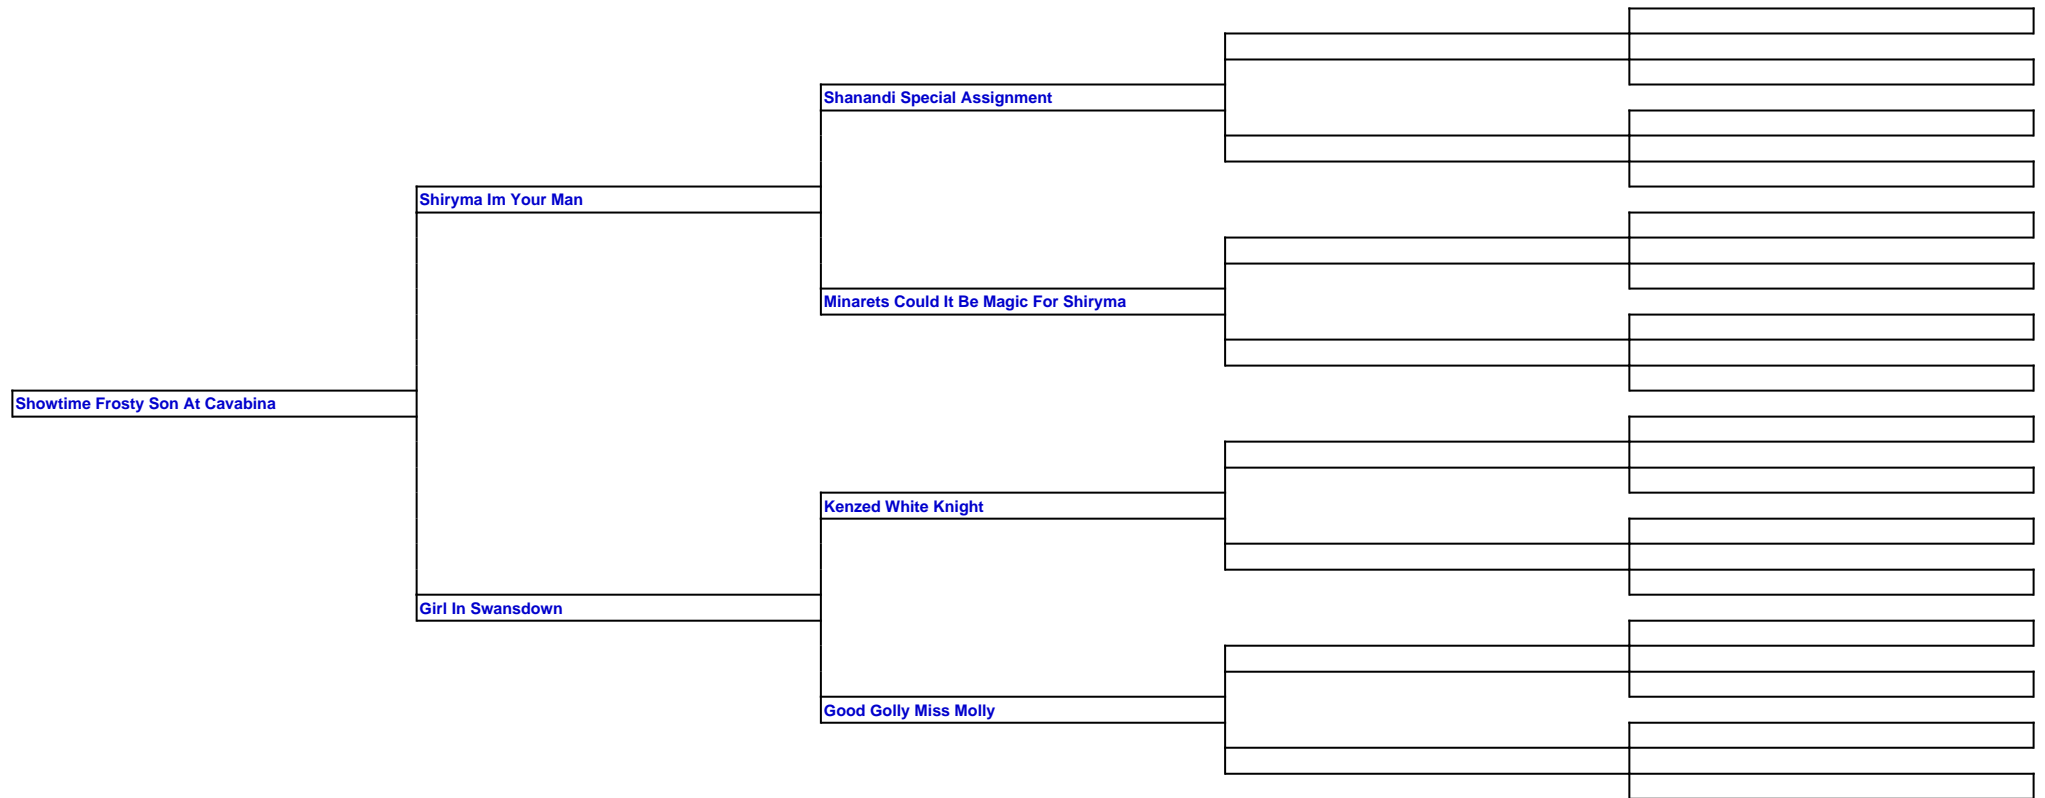 Shanandi Special Assignment
Shiryma Im Your Man
Minarets Could It Be Magic For Shiryma
Showtime Frosty Son At Cavabina
Kenzed White Knight
Girl In Swansdown
Good Golly Miss Molly